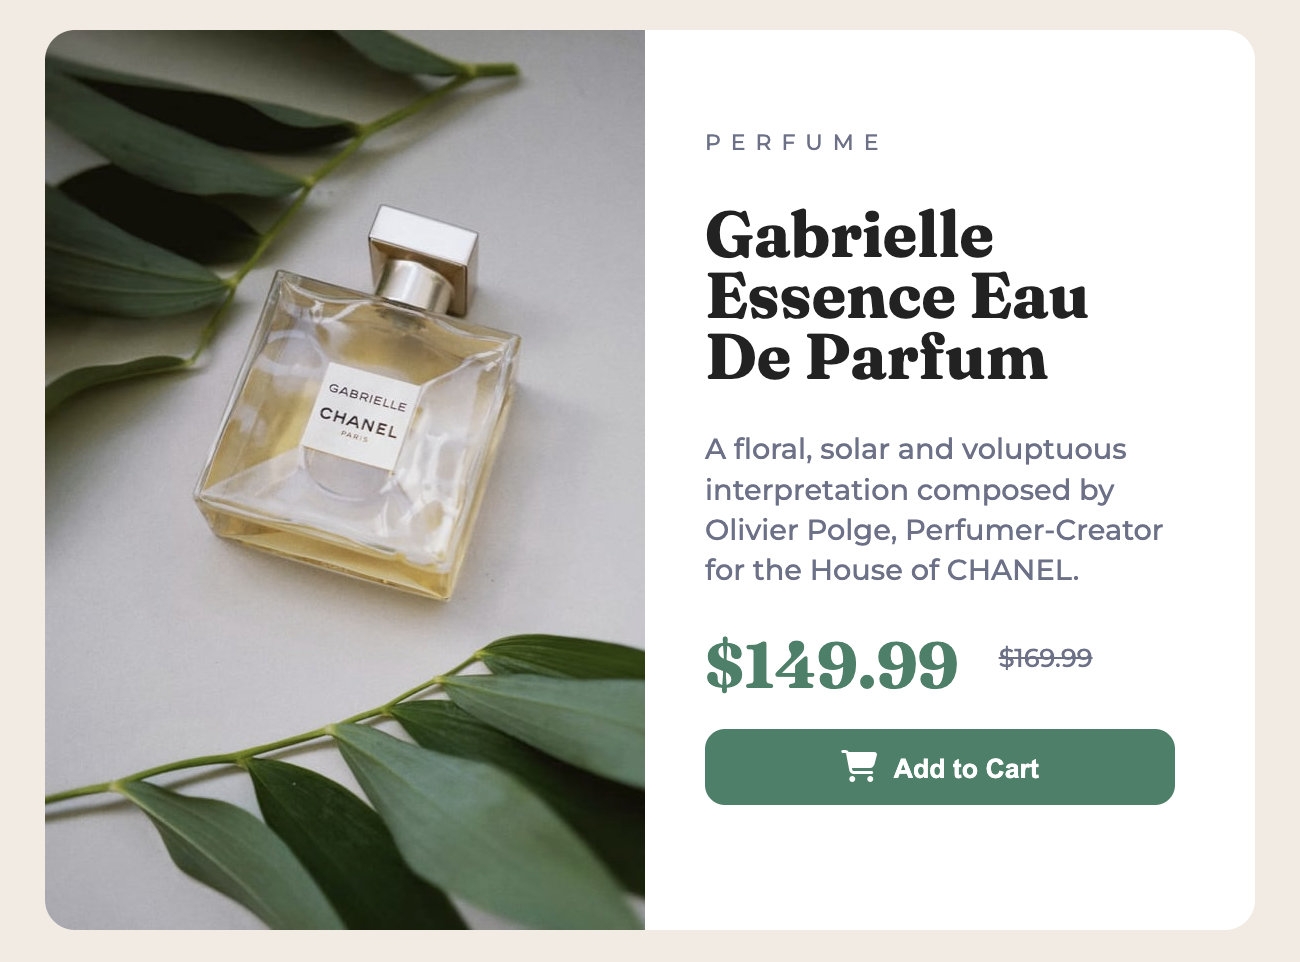 GABRIELLE
CHANEL
PARIS
PERFUME
Gabrielle
Essence Eau
De Parfum
A floral, solar and voluptuous
interpretation composed by
Olivier Polge, Perfumer-Creator
for the House of CHANEL.
$149.99 $169.99
Add to Cart